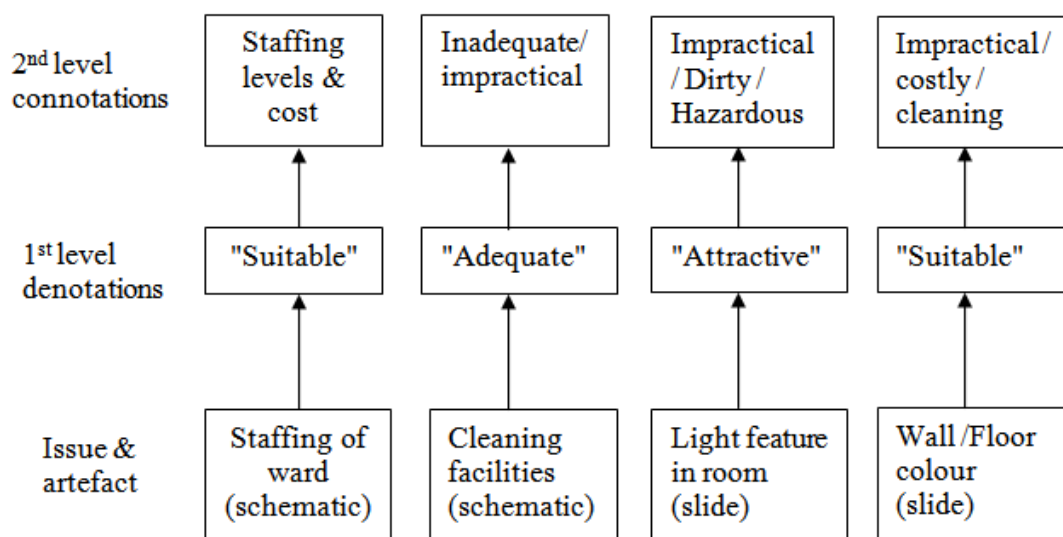 2nd level
connotations
Staffing
levels &
cost
Inadequate/
impractical
Impractical
/ Dirty /
Hazardous
Impractical /
costly /
cleaning
1st level
denotations
"Suitable"
"Adequate"
"Attractive"
"Suitable"
Issue &
artefact
Staffing of
ward
(schematic)
Cleaning
facilities
(schematic)
Light feature
in room
(slide)
Wall /Floor
colour
(slide)